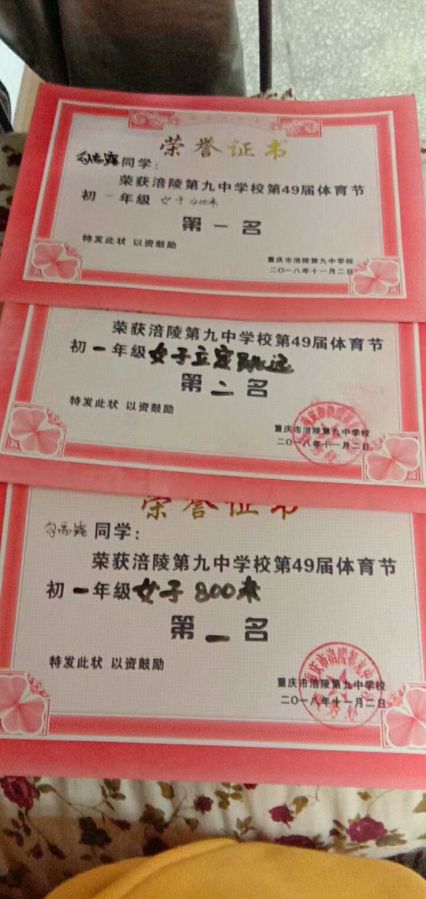 荣誉证书
同学：
荣获涪陵第九中学校第49届体育节
初一年级 女子400米
第一名
特发此状 以资鼓励
重庆市涪陵第九中学校
二〇一八年十一月二日
荣获涪陵第九中学校第49届体育节
初一年级女子立定跳远
第二名
特发此状 以资鼓励
重庆市涪陵第九中学校
二〇一八年十一月二日
荣誉证书
同学：
荣获涪陵第九中学校第49届体育节
初一年级女子800米
第一名
特发此状 以资鼓励
重庆市涪陵第九中学校
二〇一八年十一月二日